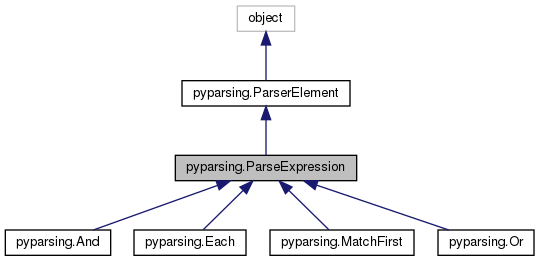 object
pyparsing.ParserElement
pyparsing.ParseExpression
pyparsing.And
pyparsing.Each
pyparsing.MatchFirst
pyparsing.Or